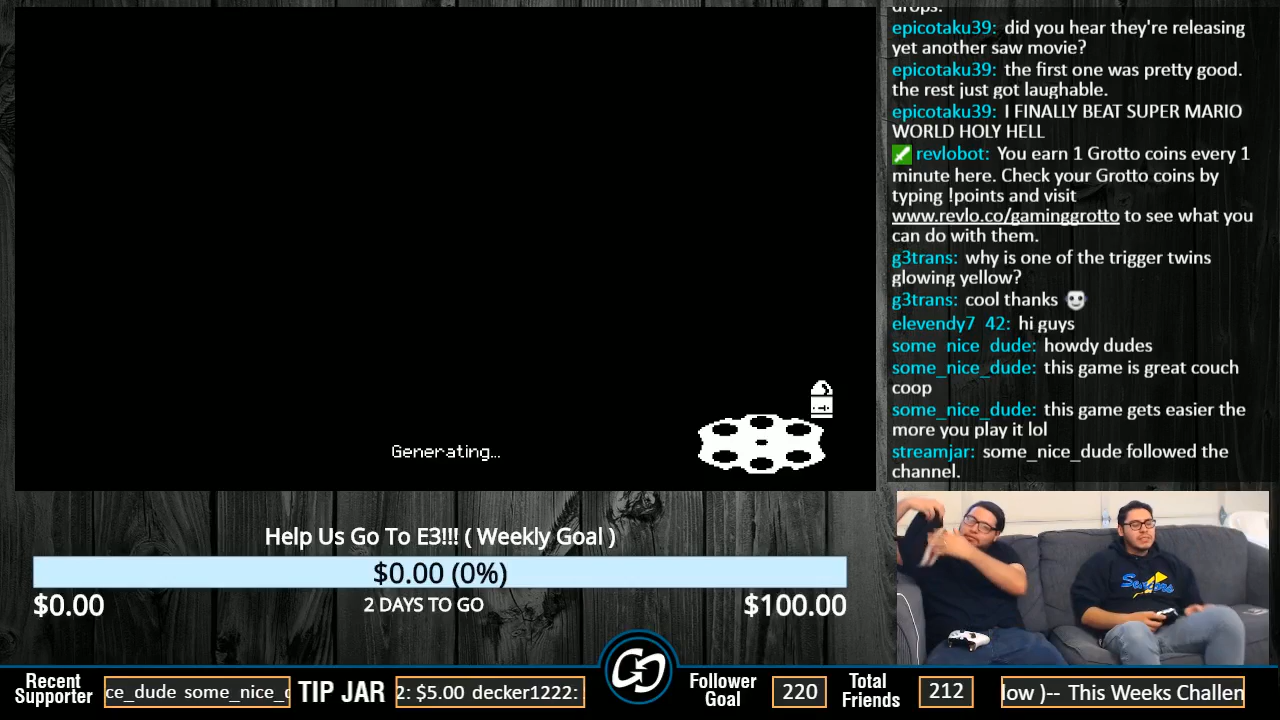 drops.
epicotaku39: did you hear they're releasing
yet another saw movie?
epicotaku39: the first one was pretty good.
the rest just got laughable.
epicotaku39: I FINALLY BEAT SUPER MARIO
WORLD HOLY HELL
revlobot: You earn 1 Grotto coins every 1
minute here. Check your Grotto coins by
typing !points and visit
www.revlo.co/gaminggrotto to see what you
can do with them.
g3trans: why is one of the trigger twins
glowing yellow?
g3trans: cool thanks
elevendy7_42: hi guys
some_nice_dude: howdy dudes
some_nice_dude: this game is great couch
coop
some_nice_dude: this game gets easier the
more you play it lol
streamjar: some_nice_dude followed the
channel.
Generating...
Help Us Go To E3!!! ( Weekly Goal )
$0.00 (0%)
$0.00
2 DAYS TO GO
$100.00
Recent
Supporter
ce_dude some_nice_d
TIP JAR
2: $5.00 decker1222:
GG
Follower
Goal
220
Total
Friends
212
low )-- This Weeks Challen